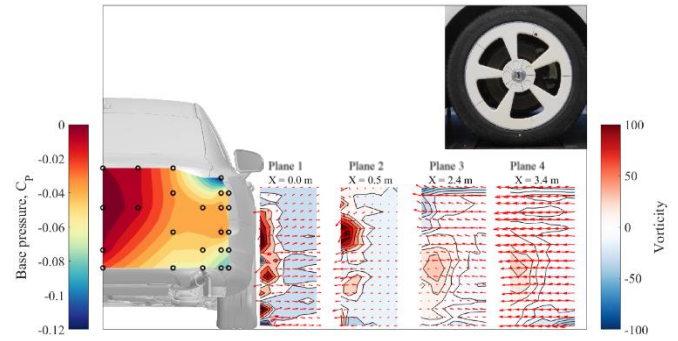 Plane 1
X = 0.0 m
Plane 2
X = 0.5 m
Plane 3
X = 2.4 m
Plane 4
X = 3.4 m
Base pressure, C_P
0
-0.02
-0.04
-0.06
-0.08
-0.1
-0.12
100
50
0
-50
-100
Vorticity